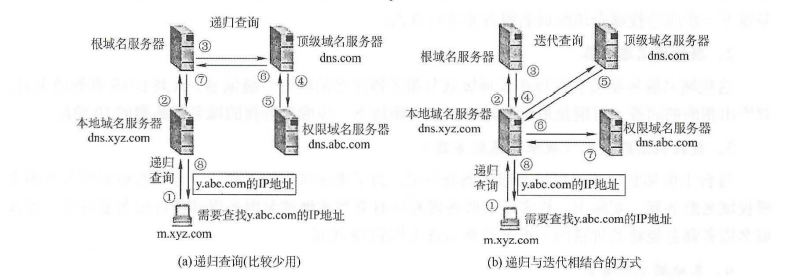 递归查询
根域名服务器
③
顶级域名服务器
dns.com
⑦
⑥
④
②
⑤
本地域名服务器
dns.xyz.com
权限域名服务器
dns.abc.com
递归
查询
⑧
y.abc.com的IP地址
①
需要查找y.abc.com的IP地址
m.xyz.com
(a) 递归查询(比较少用)
迭代查询
根域名服务器
顶级域名服务器
dns.com
③
②
④
⑤
本地域名服务器
dns.xyz.com
⑥
权限域名服务器
dns.abc.com
⑦
递归
查询
⑧
y.abc.com的IP地址
①
需要查找y.abc.com的IP地址
m.xyz.com
(b) 递归与迭代相结合的方式